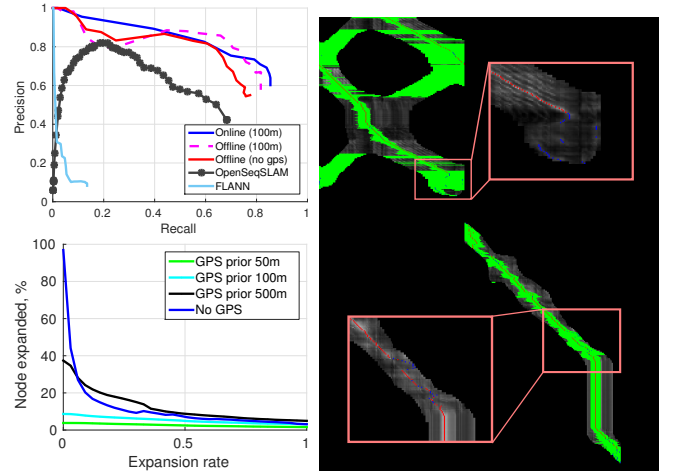 1
0.8
0.6
0.4
0.2
0
Precision
0
0.2
0.4
0.6
0.8
1
Recall
Online (100m)
Offline (100m)
Offline (no gps)
OpenSeqSLAM
FLANN
100
80
60
40
20
0
Node expanded, %
0
0.5
1
Expansion rate
GPS prior 50m
GPS prior 100m
GPS prior 500m
No GPS